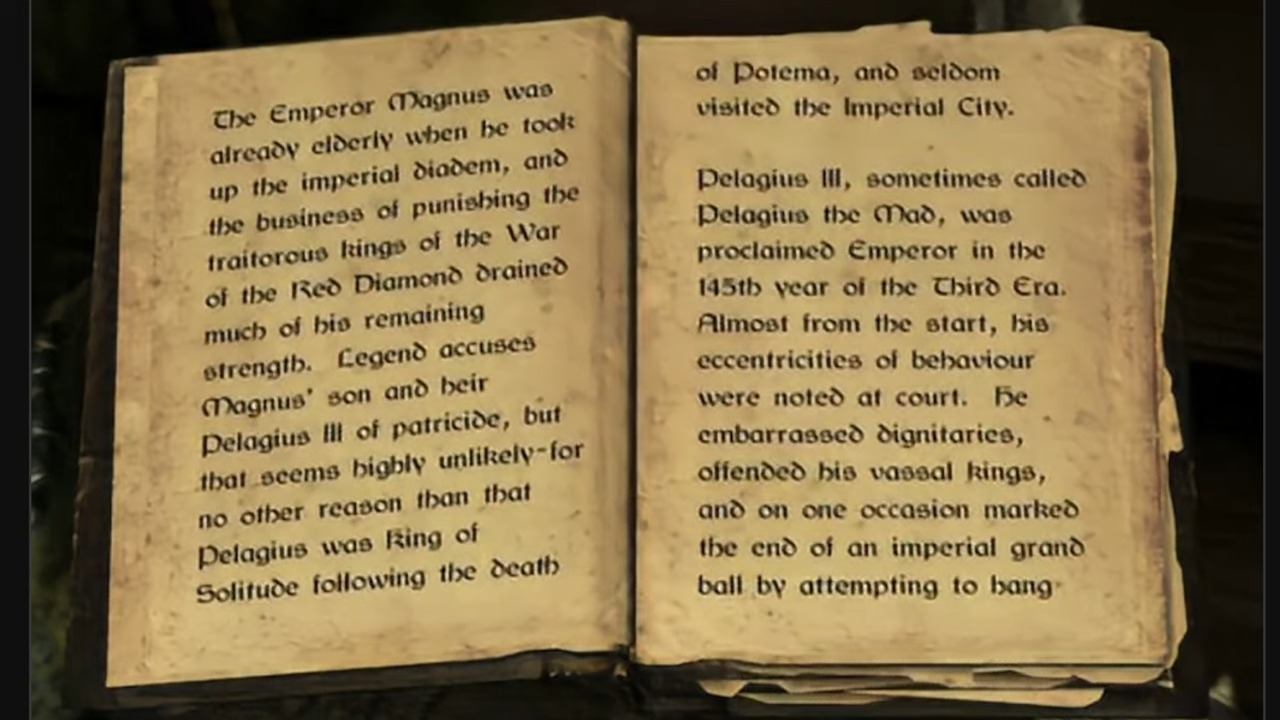 The Emperor Magnus was
already elderly when he took
up the imperial diadem, and
the business of punishing the
traitorous kings of the War
of the Red Diamond drained
much of his remaining
strength.  Legend accuses
Magnus' son and heir
Pelagius III of patricide, but
that seems highly unlikely-for
no other reason than that
Pelagius was King of
Solitude following the death
of Potema, and seldom
visited the Imperial City.
Pelagius III, sometimes called
Pelagius the Mad, was
proclaimed Emperor in the
145th year of the Third Era.
Almost from the start, his
eccentricities of behaviour
were noted at court.  He
embarrassed dignitaries,
offended his vassal kings,
and on one occasion marked
the end of an imperial grand
ball by attempting to hang